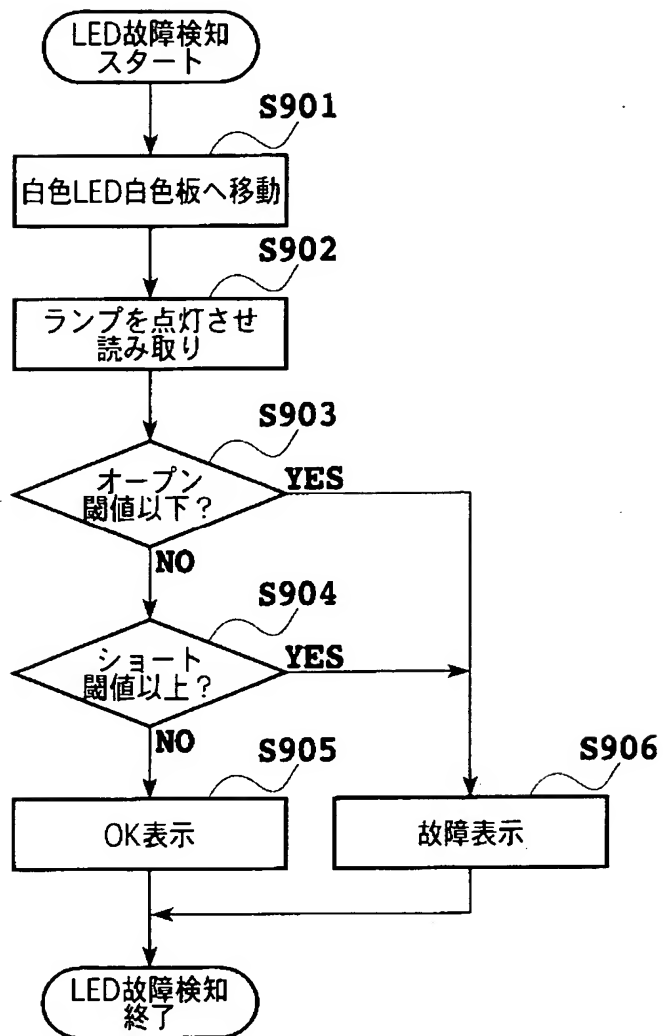 LED故障検知
スタート
S901
白色LED白色板へ移動
S902
ランプを点灯させ
読み取り
S903
オープン
閾値以下?
YES
NO
S904
ショート
閾値以上?
YES
NO
S905
OK表示
S906
故障表示
LED故障検知
終了